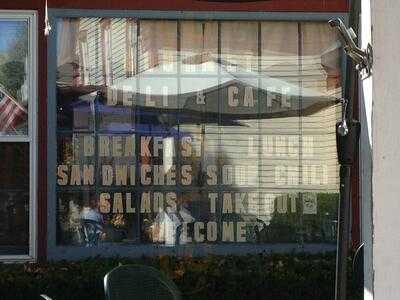 DELI & CAFE
BREAKFAST LUNCH
SANDWICHES SOUP CHILI
SALADS TAKEOUT
WELCOME